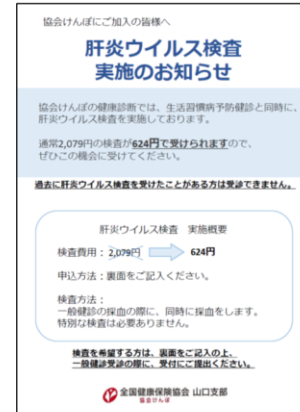 協会けんぽにご加入の皆様へ
肝炎ウイルス検査
実施のお知らせ
協会けんぽの健康診断では、生活習慣病予防健診と同時に、
肝炎ウイルス検査を実施しております。
通常2,079円の検査が624円で受けられますので、
ぜひこの機会に受けてください。
過去に肝炎ウイルス検査を受けたことがある方は受診できません。
肝炎ウイルス検査 実施概要
検査費用:2,079円 624円
申込方法:裏面をご記入ください。
検査方法:
一般健診の採血の際に、同時に採血をします。
特別な検査は必要ありません。
検査を希望する方は、裏面をご記入の上、
一般健診受診の際に、受付にご提出ください。
全国健康保険協会 山口支部
協会けんぽ